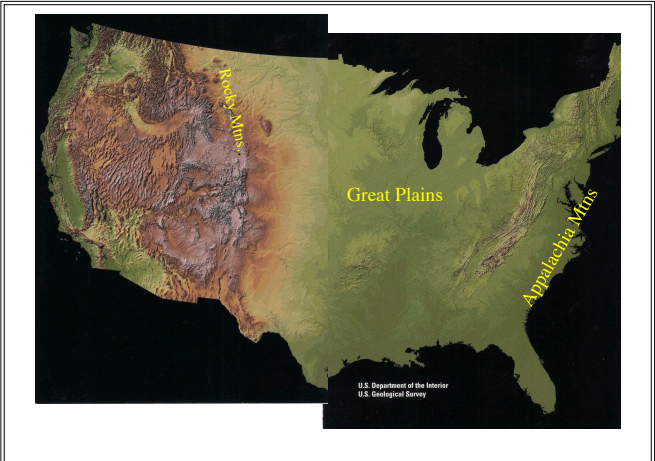 Rocky Mtns.
Great Plains
Appalachia Mtns
U.S. Department of the Interior
U.S. Geological Survey